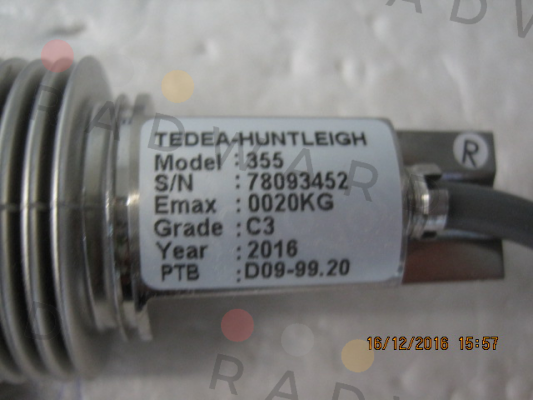 TEDEA-HUNTLEIGH
Model : 355
S/N : 78093452
Emax : 0020KG
Grade : C3
Year : 2016
PTB : D09-99.20
R
16/12/2016 15:57